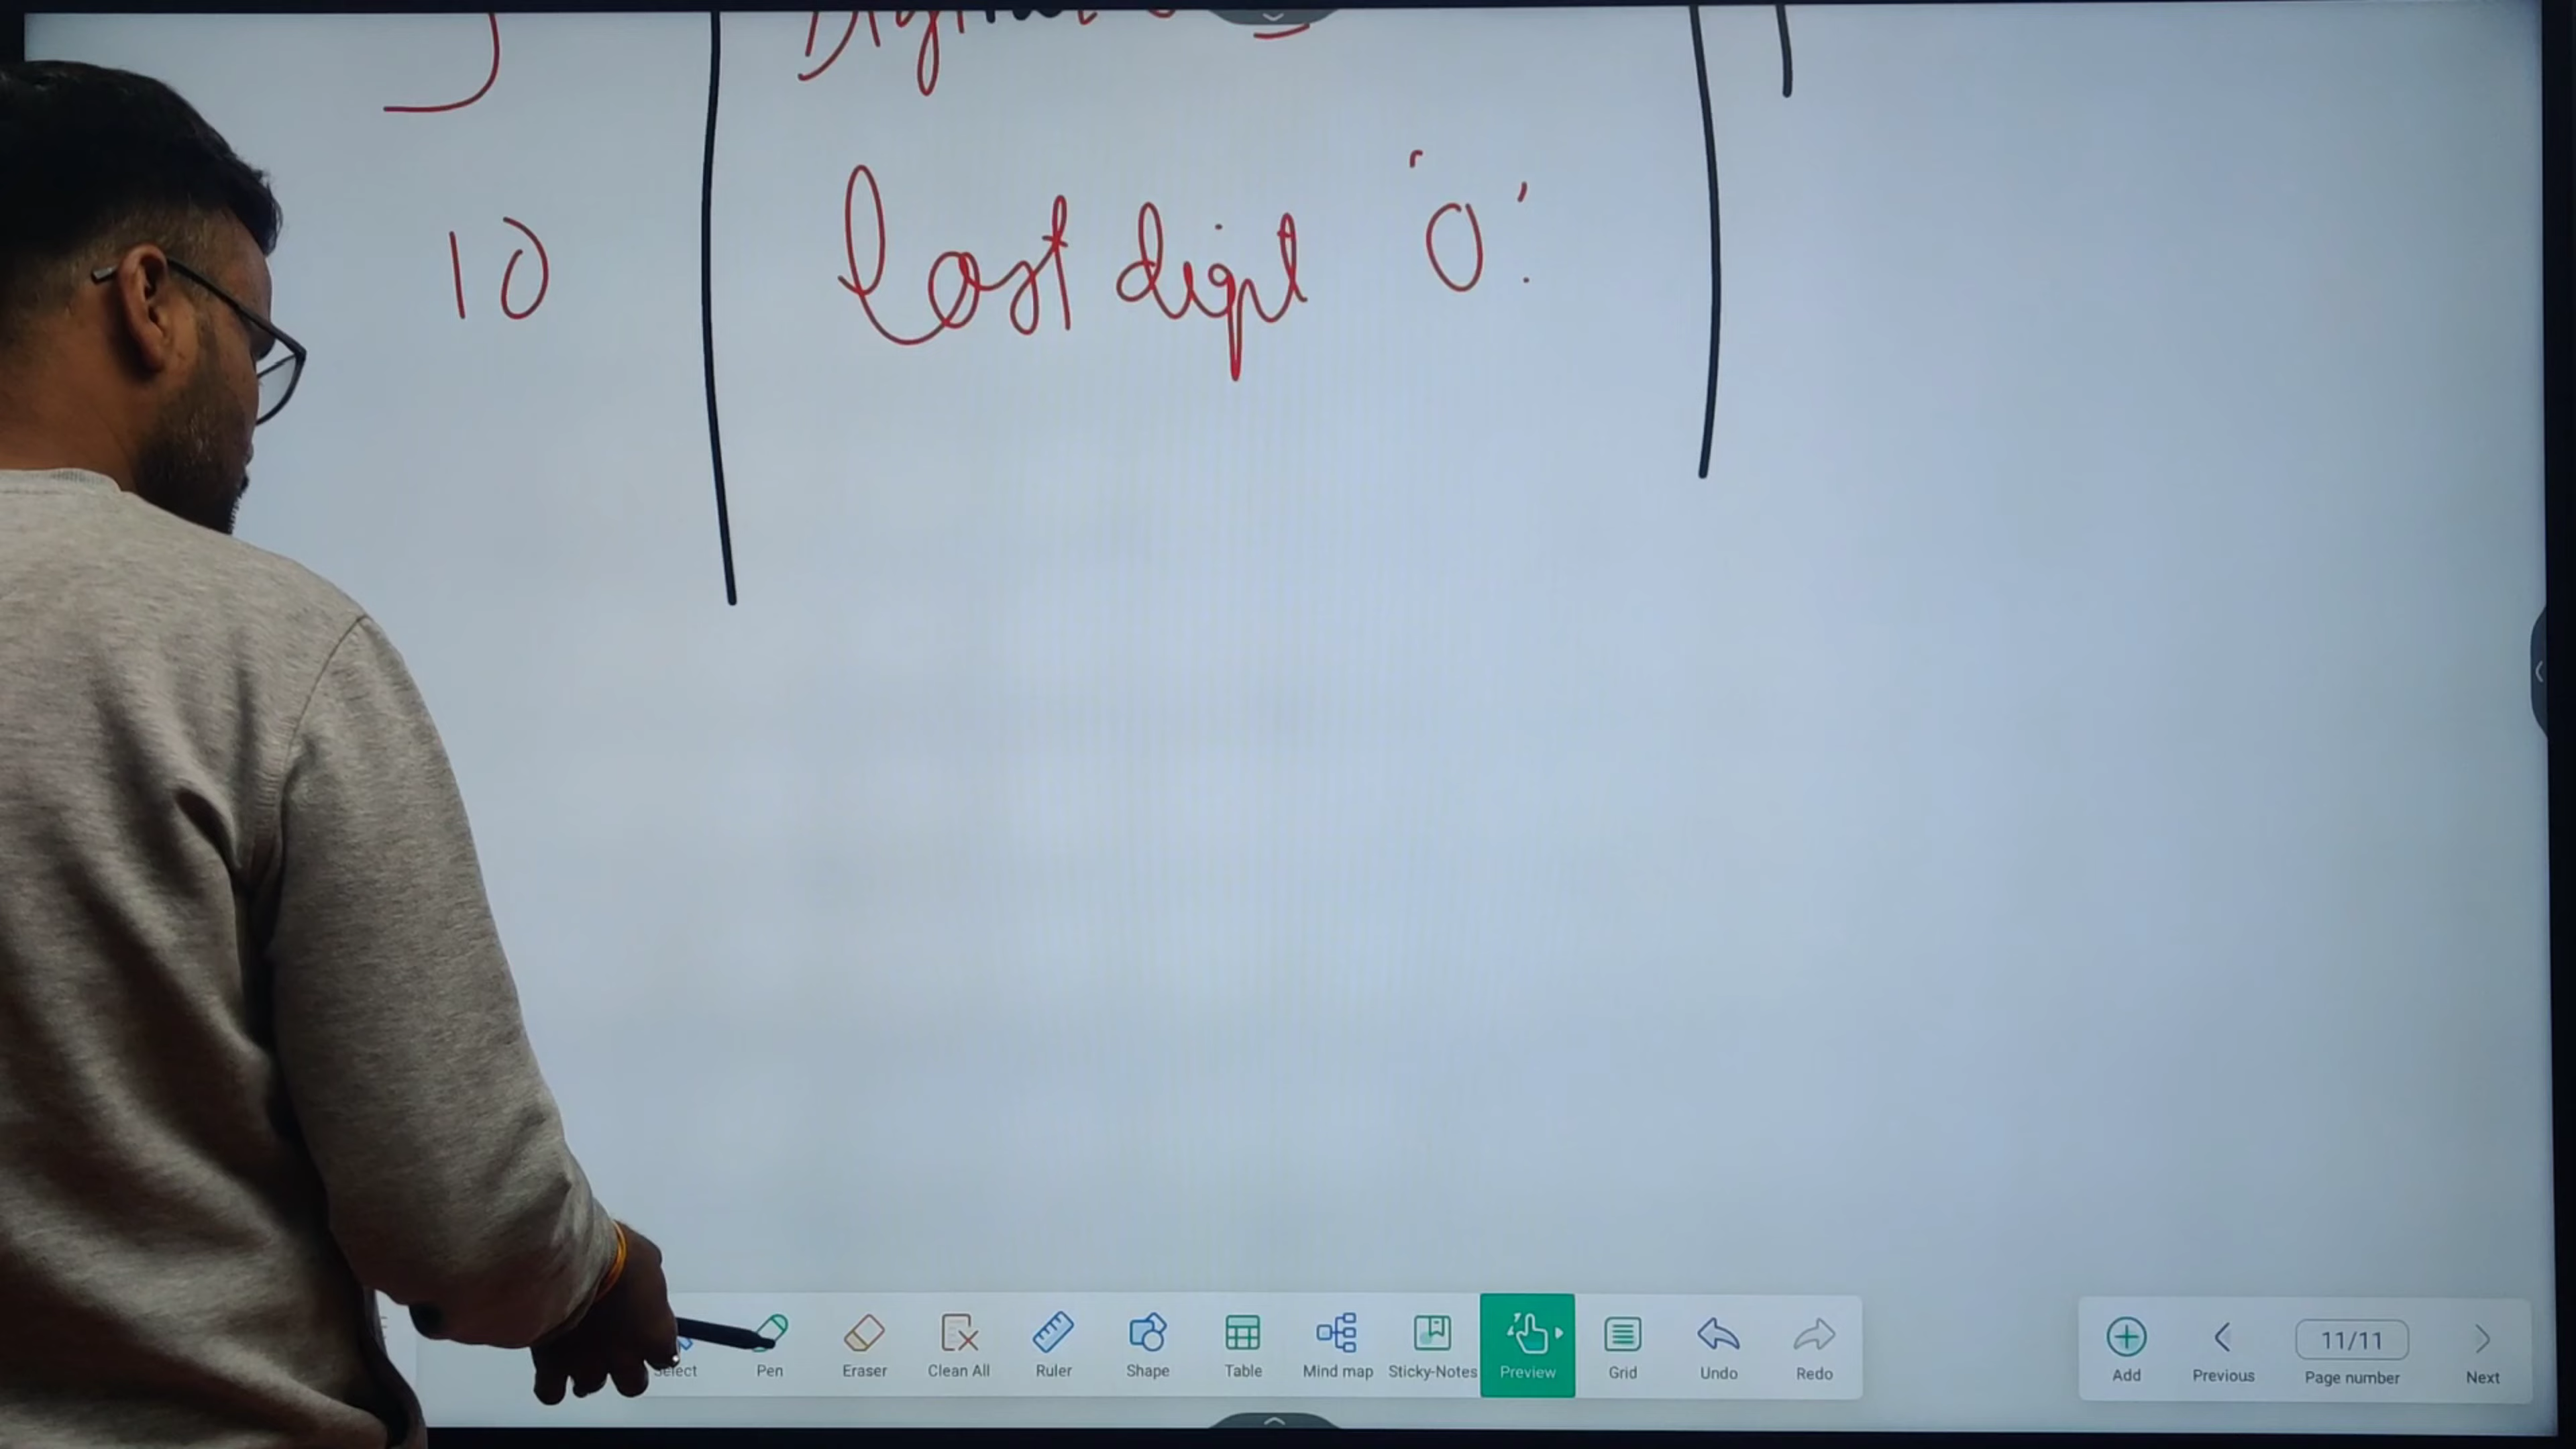 10 last digit '0'.
Select Pen Eraser Clean All Ruler Shape Table Mind map Sticky-Notes Preview Grid Undo Redo Add Previous 11/11 Page number Next